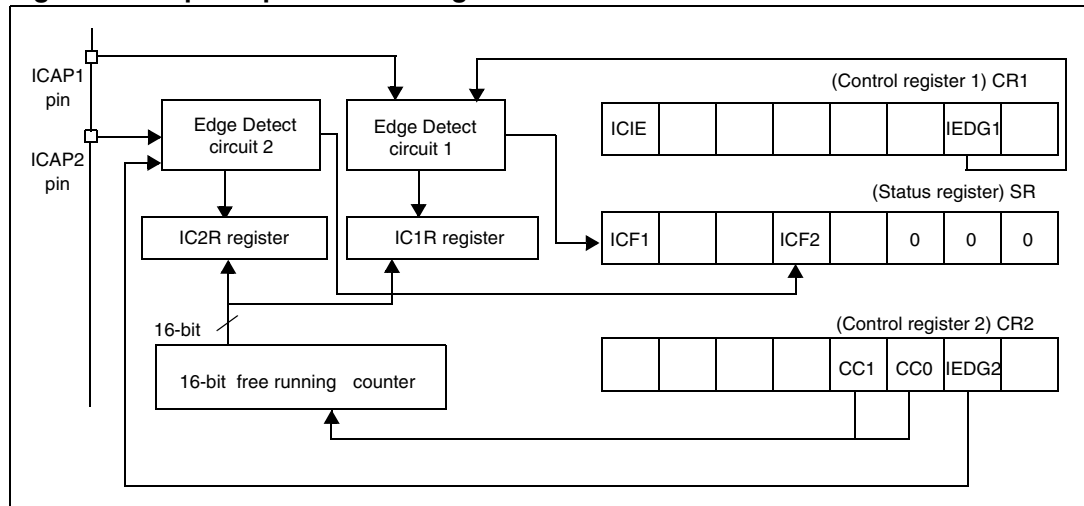 ICAP1
pin
ICAP2
pin
Edge Detect
circuit 2
Edge Detect
circuit 1
IC2R register
IC1R register
16-bit
16-bit free running counter
(Control register 1) CR1
ICIE
IEDG1
(Status register) SR
ICF1
ICF2
0
0
0
(Control register 2) CR2
CC1
CC0
IEDG2